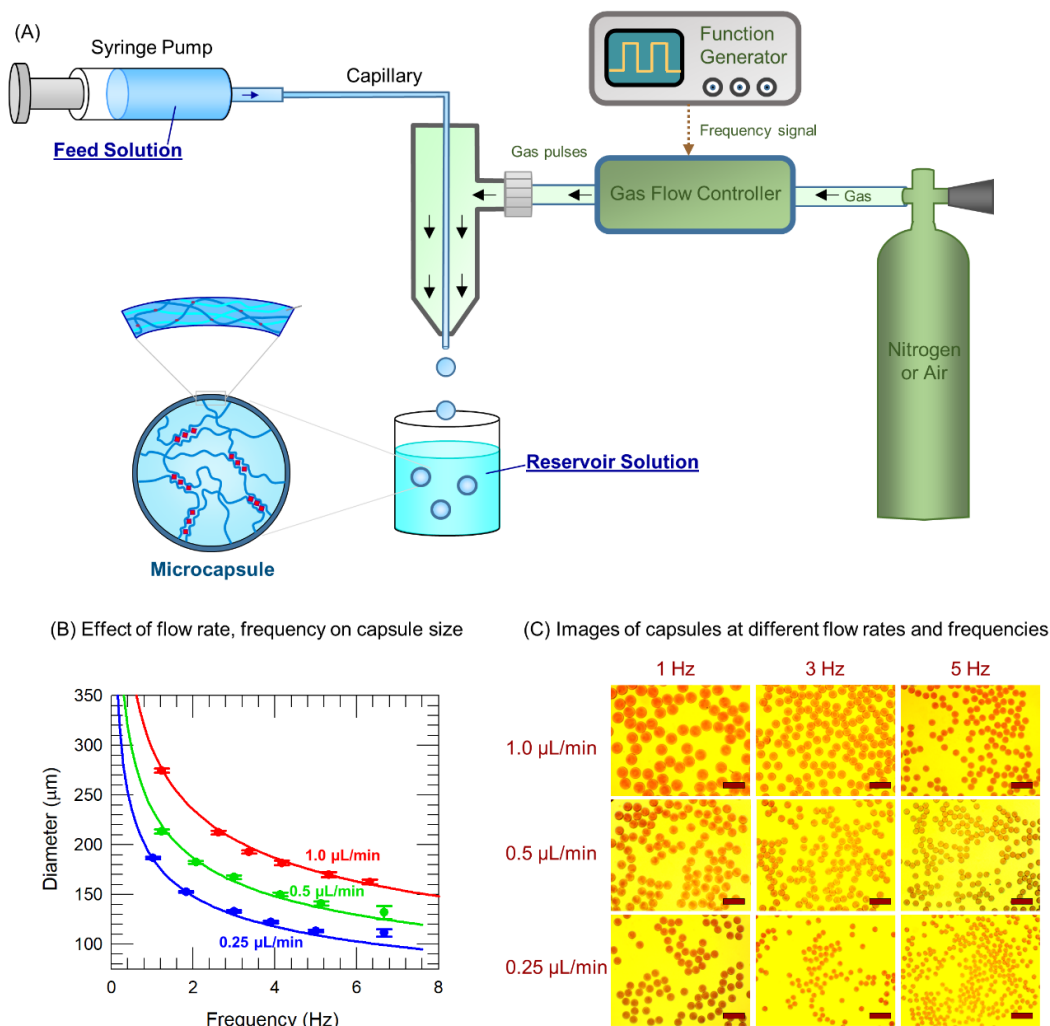 (A)
Syringe Pump
Feed Solution
Capillary
Function
Generator
Frequency signal
Gas pulses
Gas Flow Controller
Gas
Nitrogen
or Air
Reservoir Solution
Microcapsule
(B) Effect of flow rate, frequency on capsule size
350
300
250
200
150
100
Diameter (μm)
1.0 μL/min
0.5 μL/min
0.25 μL/min
0 2 4 6 8
Frequency (Hz)
(C) Images of capsules at different flow rates and frequencies
1 Hz 3 Hz 5 Hz
1.0 μL/min
0.5 μL/min
0.25 μL/min